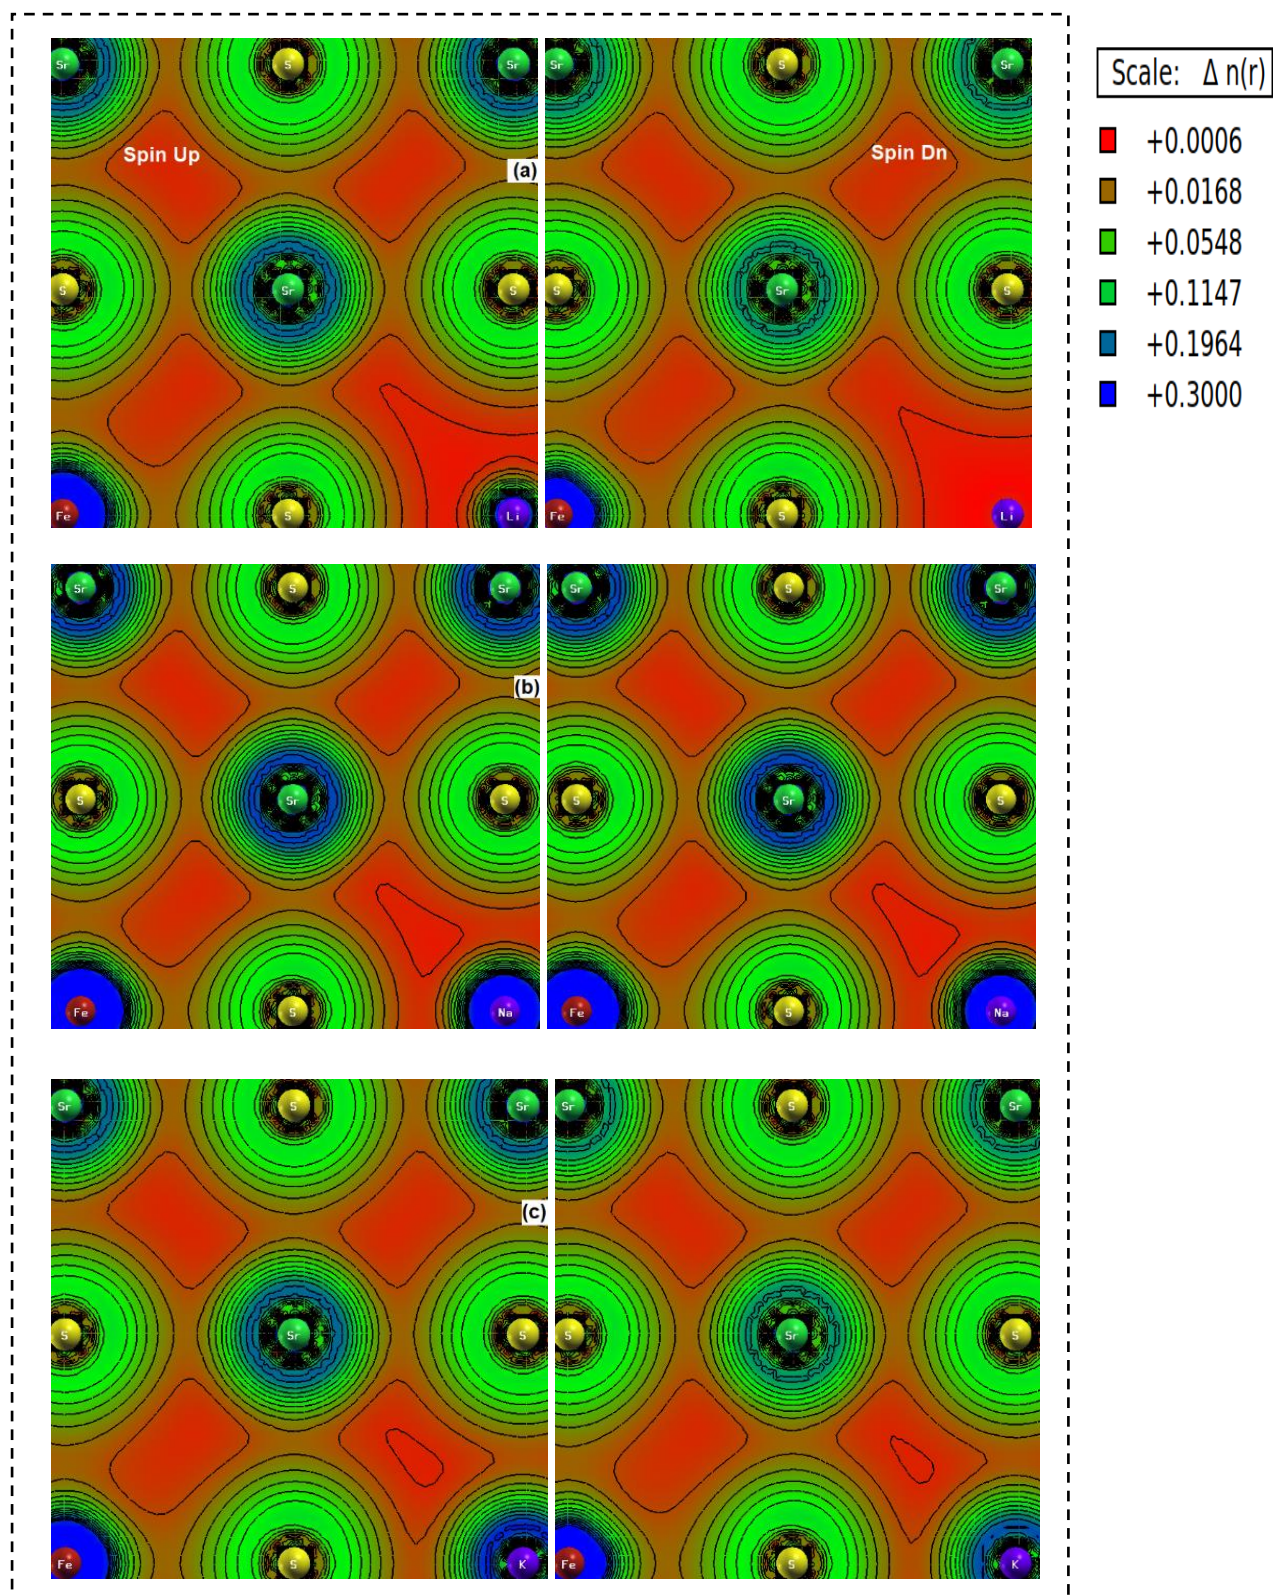 Scale: Δ n(r)
+0.0006
+0.0168
+0.0548
+0.1147
+0.1964
+0.3000
Sr S Sr Sr S Sr
Spin Up (a) Spin Dn
S Sr S S Sr S
Fe S Li Fe S Li
Sr S Sr Sr S Sr
(b)
S Sr S S Sr S
Fe S Na Fe S Na
Sr S Sr Sr S Sr
(c)
S Sr S S Sr S
Fe S K Fe S K